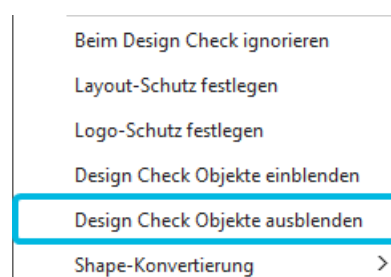 Beim Design Check ignorieren
Layout-Schutz festlegen
Logo-Schutz festlegen
Design Check Objekte einblenden
Design Check Objekte ausblenden
Shape-Konvertierung